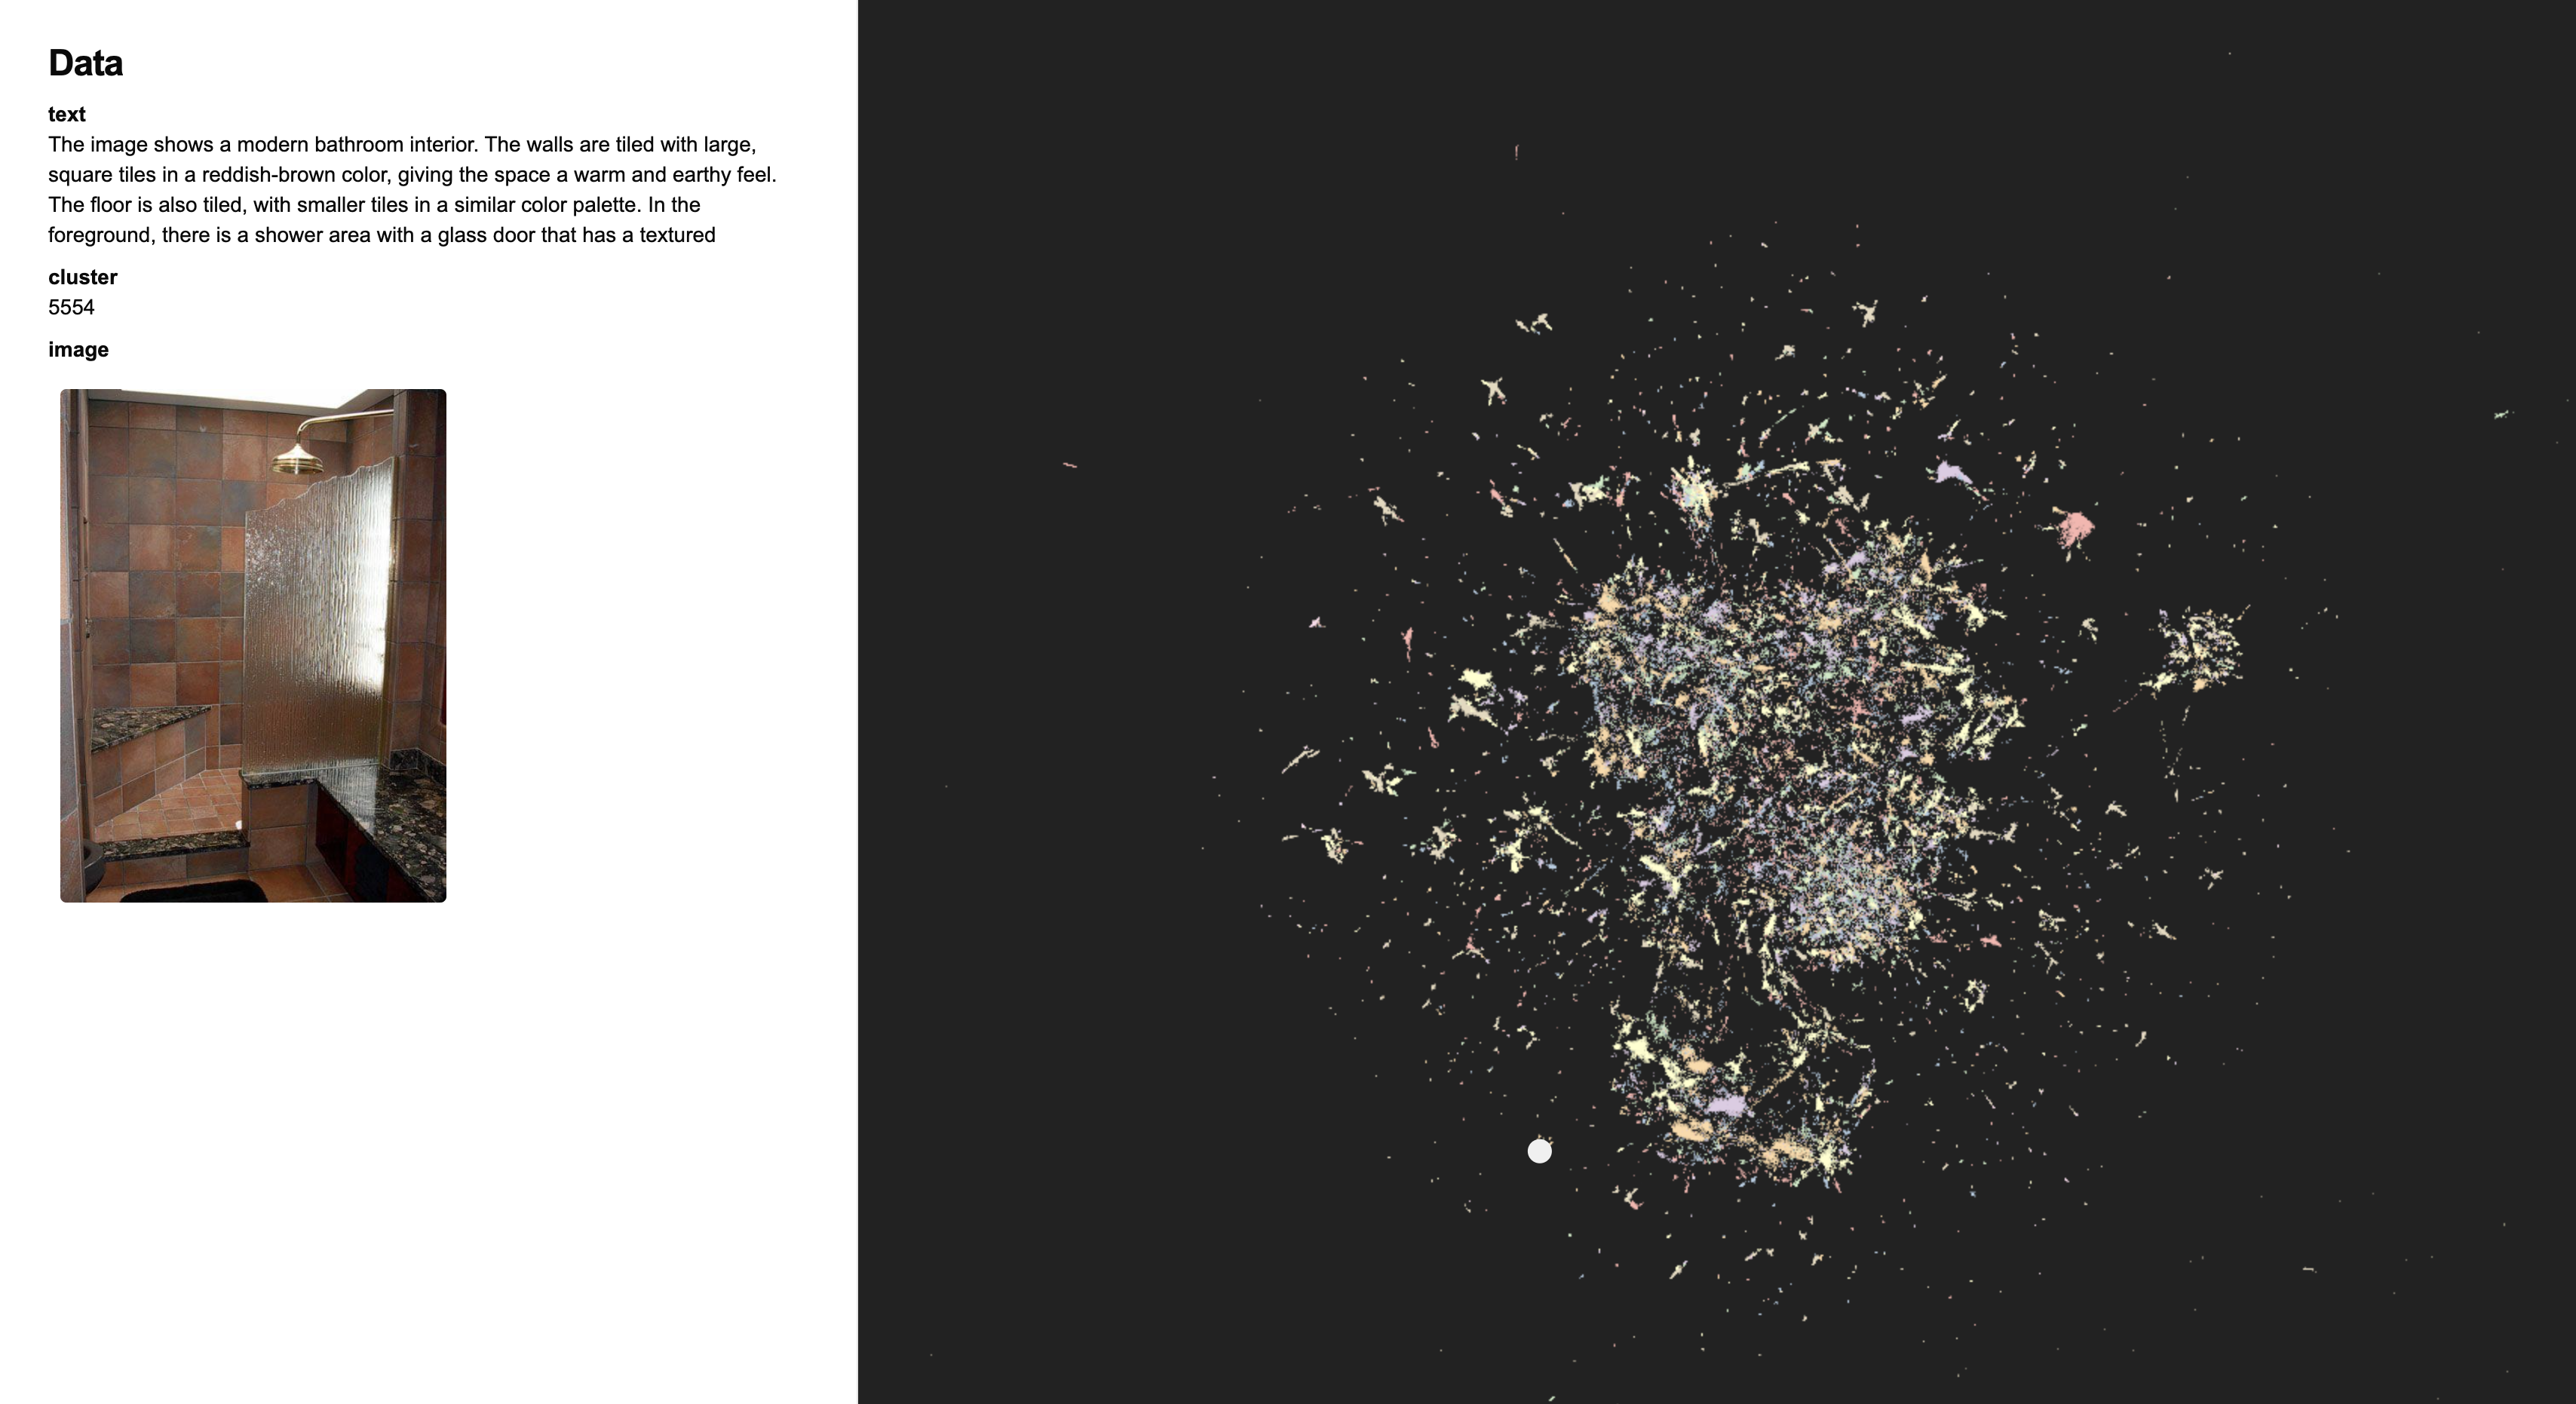 Data
text
The image shows a modern bathroom interior. The walls are tiled with large,
square tiles in a reddish-brown color, giving the space a warm and earthy feel.
The floor is also tiled, with smaller tiles in a similar color palette. In the
foreground, there is a shower area with a glass door that has a textured
cluster
5554
image